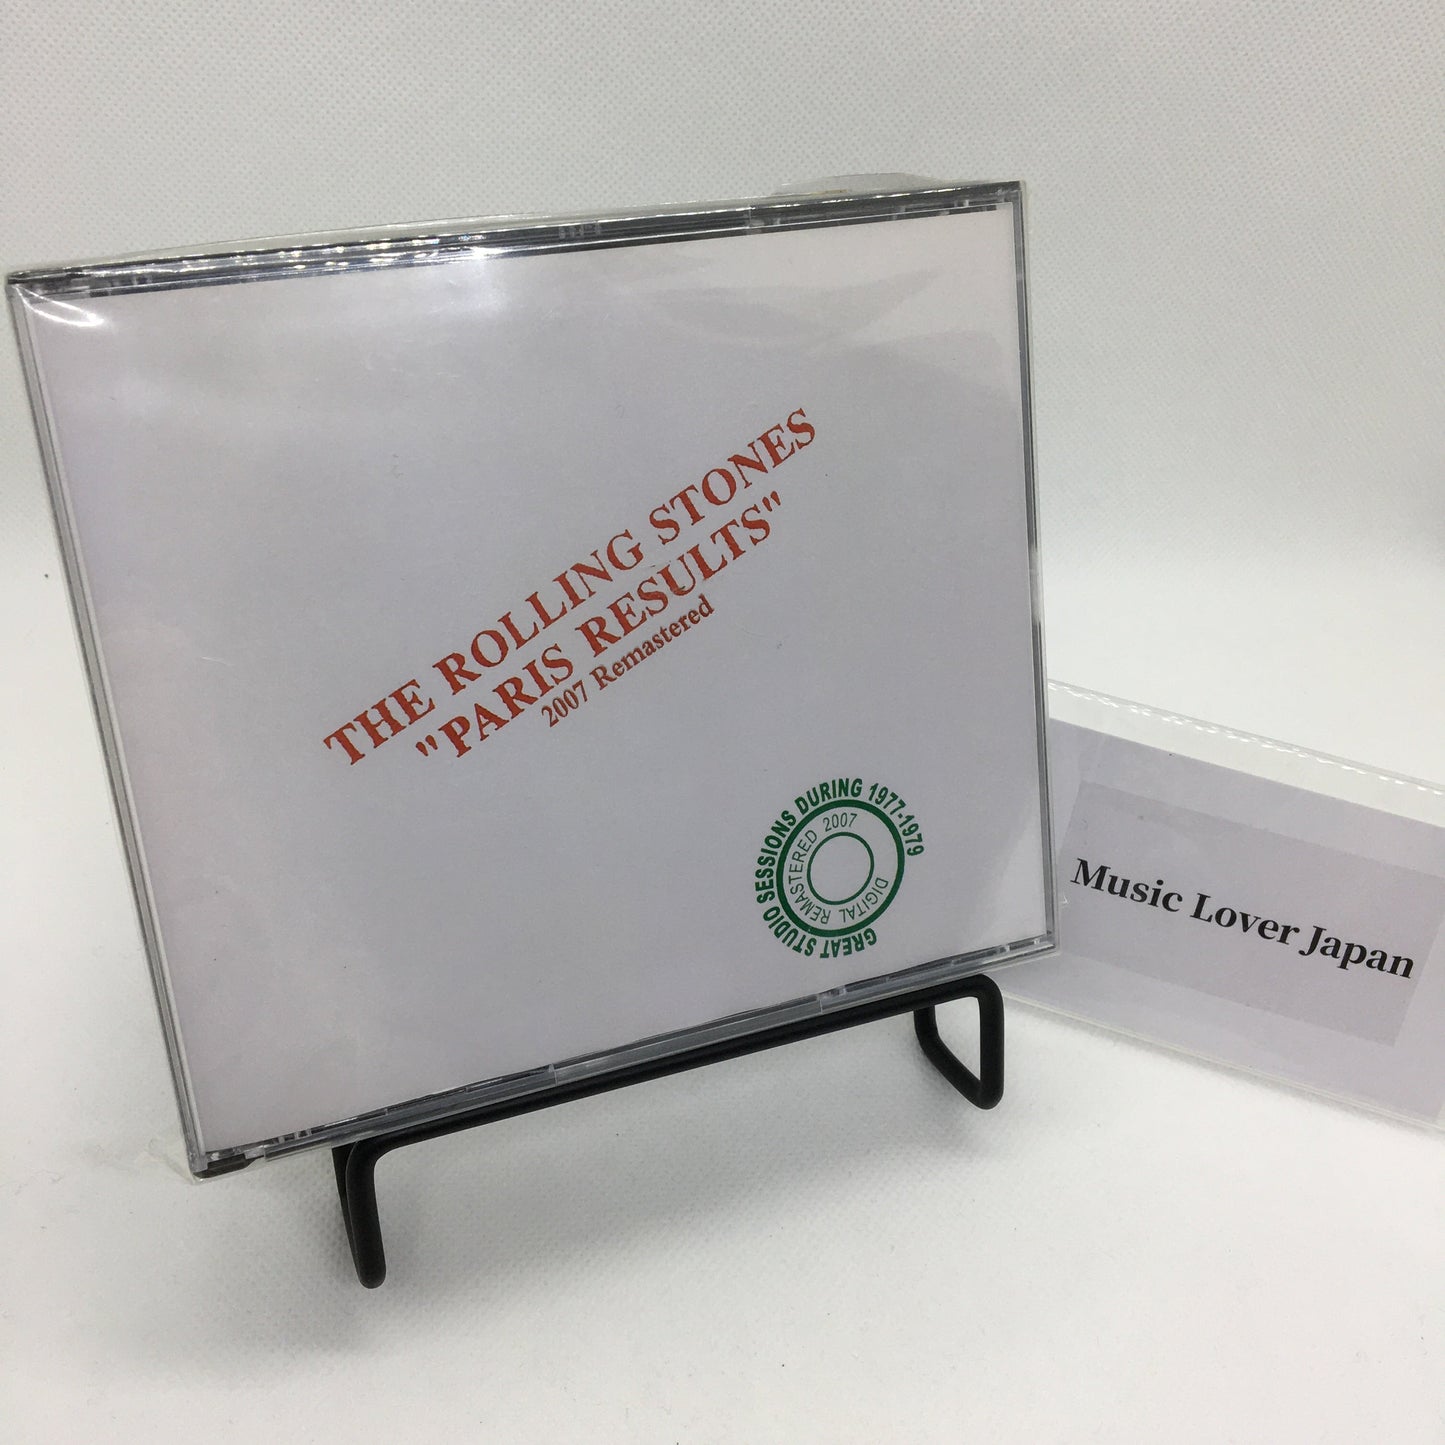 THE ROLLING STONES
"PARIS RESULTS"
2007 Remastered
GREAT STUDIO SESSIONS DURING 1977-1979
DIGITAL REMASTERED 2007
Music Lover Japan